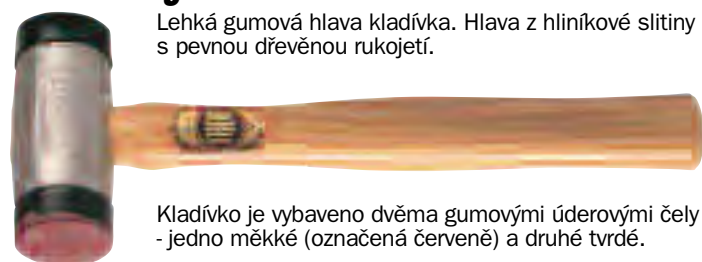 Lehká gumová hlava kladívka. Hlava z hliníkové slitiny
s pevnou dřevěnou rukojetí.
Kladívko je vybaveno dvěma gumovými úderovými čely
- jedno měkké (označená červeně) a druhé tvrdé.